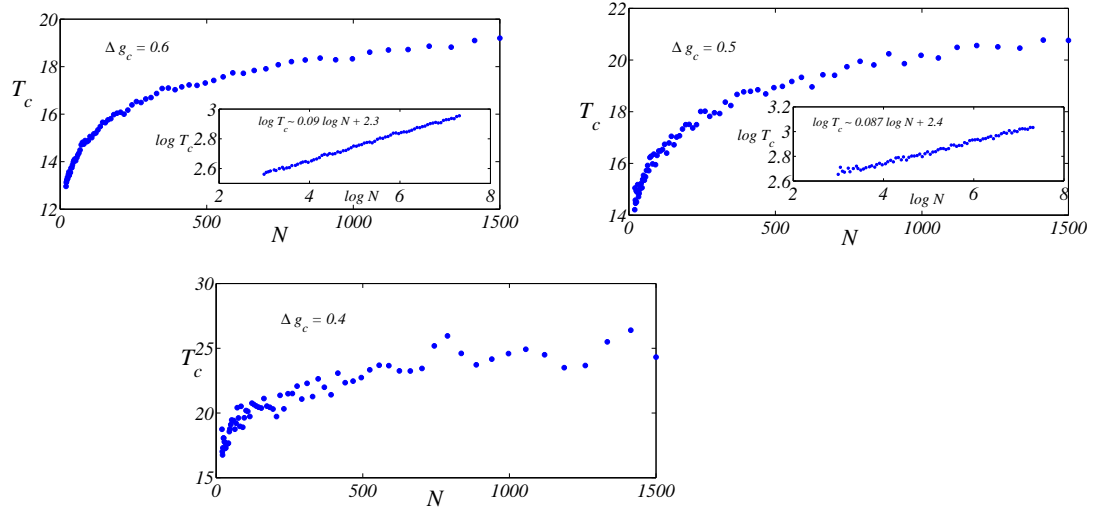 20
18
16
14
12
T_c
Δ g_c = 0.6
3
2.8
2.6
log T_c
log T_c ~ 0.09 log N + 2.3
2 4 6 8
log N
0 500 1000 1500
N
22
20
18
16
14
T_c
Δ g_c = 0.5
3.2
3
2.8
2.6
log T_c
log T_c ~ 0.087 log N + 2.4
2 4 6 8
log N
0 500 1000 1500
N
30
25
20
15
T_c
Δ g_c = 0.4
0 500 1000 1500
N